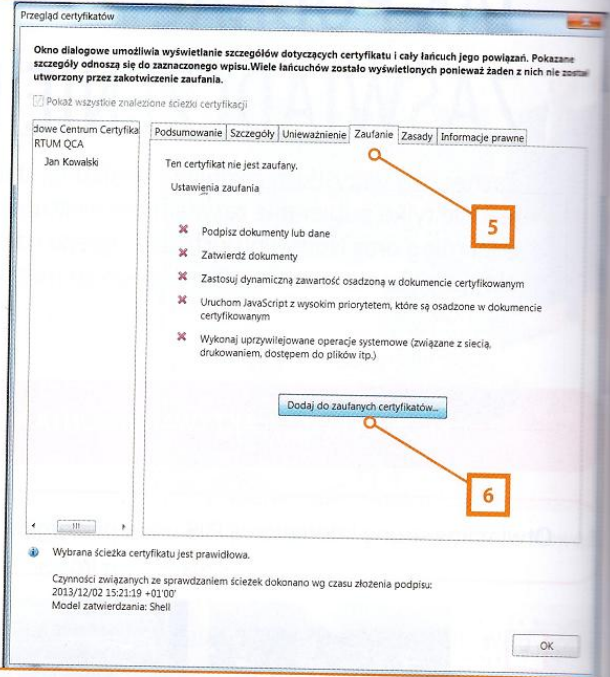 Przegląd certyfikatów
Okno dialogowe umożliwia wyświetlanie szczegółów dotyczących certyfikatu i cały łańcuch jego powiązań. Pokazane
szczegóły odnoszą się do zaznaczonego wpisu.Wiele łańcuchów zostało wyświetlonych ponieważ żaden z nich nie został
utworzony przez zakotwiczenie zaufania.
Pokaż wszystkie znalezione ścieżki certyfikacji
dowe Centrum Certyfika
RTUM QCA
Jan Kowalski
Podsumowanie Szczegóły Unieważnienie Zaufanie Zasady Informacje prawne
Ten certyfikat nie jest zaufany.
Ustawienia zaufania
5
Podpisz dokumenty lub dane
Zatwierdź dokumenty
Zastosuj dynamiczną zawartość osadzoną w dokumencie certyfikowanym
Uruchom JavaScript z wysokim priorytetem, które są osadzone w dokumencie
certyfikowanym
Wykonaj uprzywilejowane operacje systemowe (związane z siecią,
drukowaniem, dostępem do plików itp.)
Dodaj do zaufanych certyfikatów...
6
Wybrana ścieżka certyfikatu jest prawidłowa.
Czynności związanych ze sprawdzaniem ścieżek dokonano wg czasu złożenia podpisu:
2013/12/02 15:21:19 +01'00'
Model zatwierdzania: Shell
OK